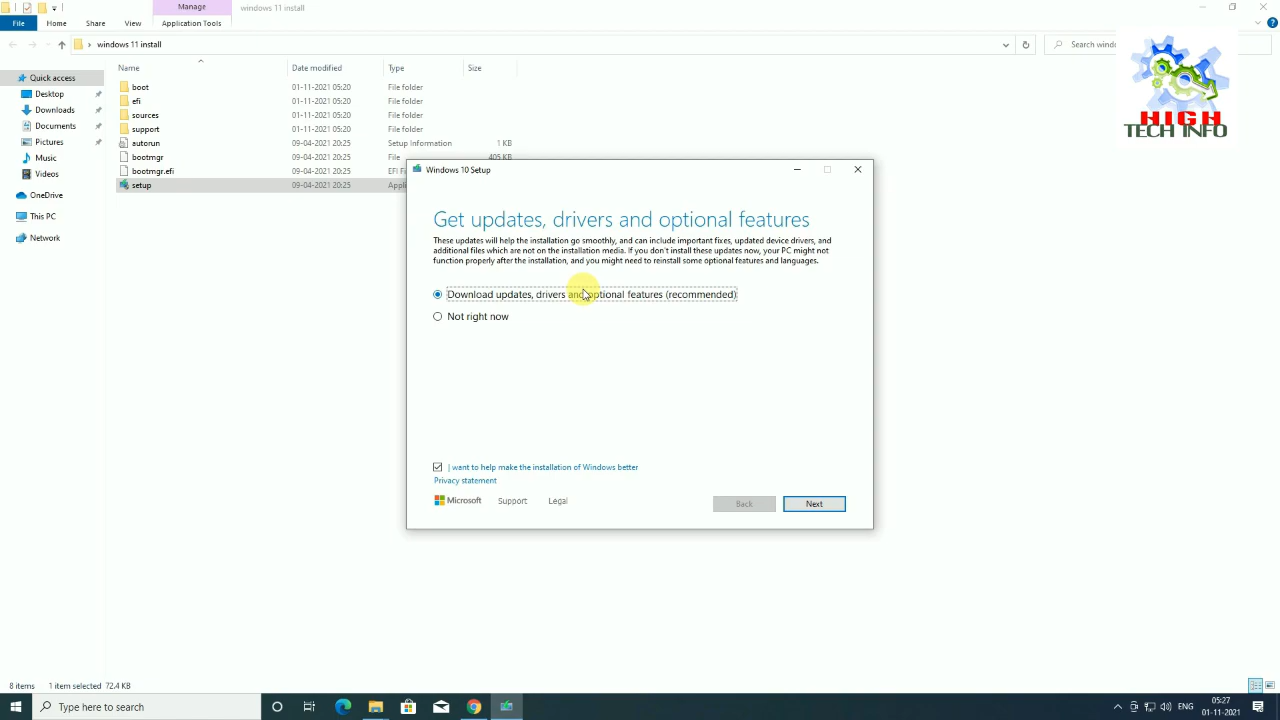 Manage
windows 11 install
File
Home
Share
View
Application Tools
windows 11 install
Search windo
HIGH
TECH INFO
Quick access
Desktop
Downloads
Documents
Pictures
Music
Videos
OneDrive
This PC
Network
Name
Date modified
Type
Size
boot 01-11-2021 05:20 File folder
efi 01-11-2021 05:20 File folder
sources 01-11-2021 05:20 File folder
support 01-11-2021 05:20 File folder
autorun 09-04-2021 20:25 Setup Information 1 KB
bootmgr 09-04-2021 20:25 File 405 KB
bootmgr.efi 09-04-2021 20:25 EFI Fi
setup 09-04-2021 20:25 Appli
Windows 10 Setup
Get updates, drivers and optional features
These updates will help the installation go smoothly, and can include important fixes, updated device drivers, and
additional files which are not on the installation media. If you don't install these updates now, your PC might not
function properly after the installation, and you might need to reinstall some optional features and languages.
Download updates, drivers and optional features (recommended)
Not right now
I want to help make the installation of Windows better
Privacy statement
Microsoft
Support
Legal
Back
Next
8 items
1 item selected 72.4 KB
Type here to search
ENG
05:27
01-11-2021